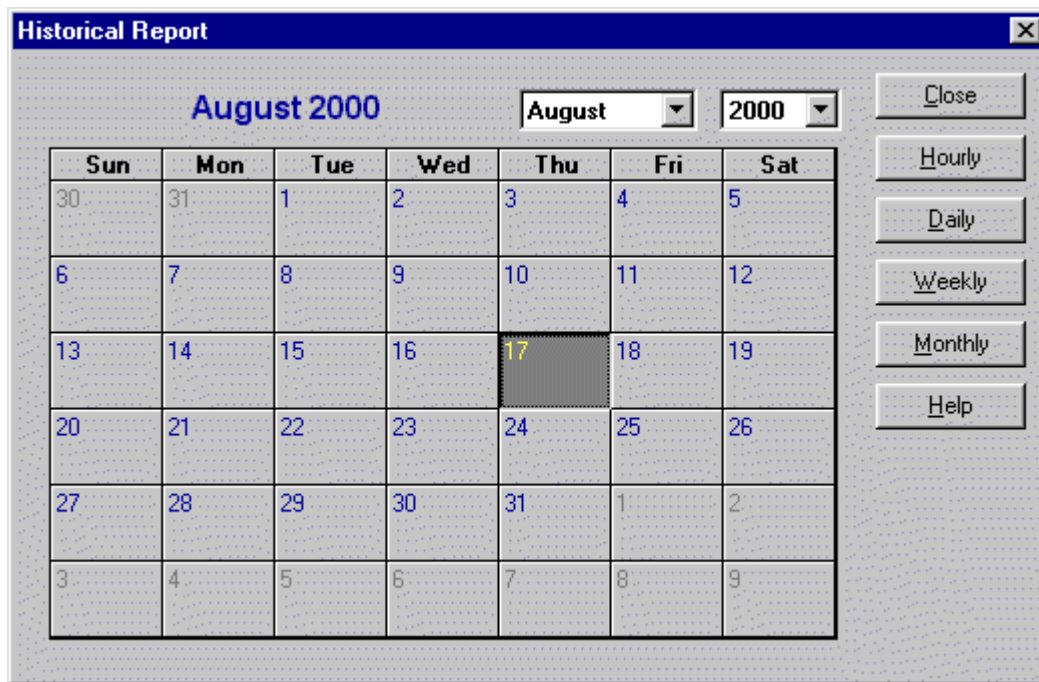 Historical Report
August 2000 August 2000 Close
Sun Mon Tue Wed Thu Fri Sat Hourly
30 31 1 2 3 4 5 Daily
6 7 8 9 10 11 12 Weekly
13 14 15 16 17 18 19 Monthly
20 21 22 23 24 25 26 Help
27 28 29 30 31 1 2
3 4 5 6 7 8 9